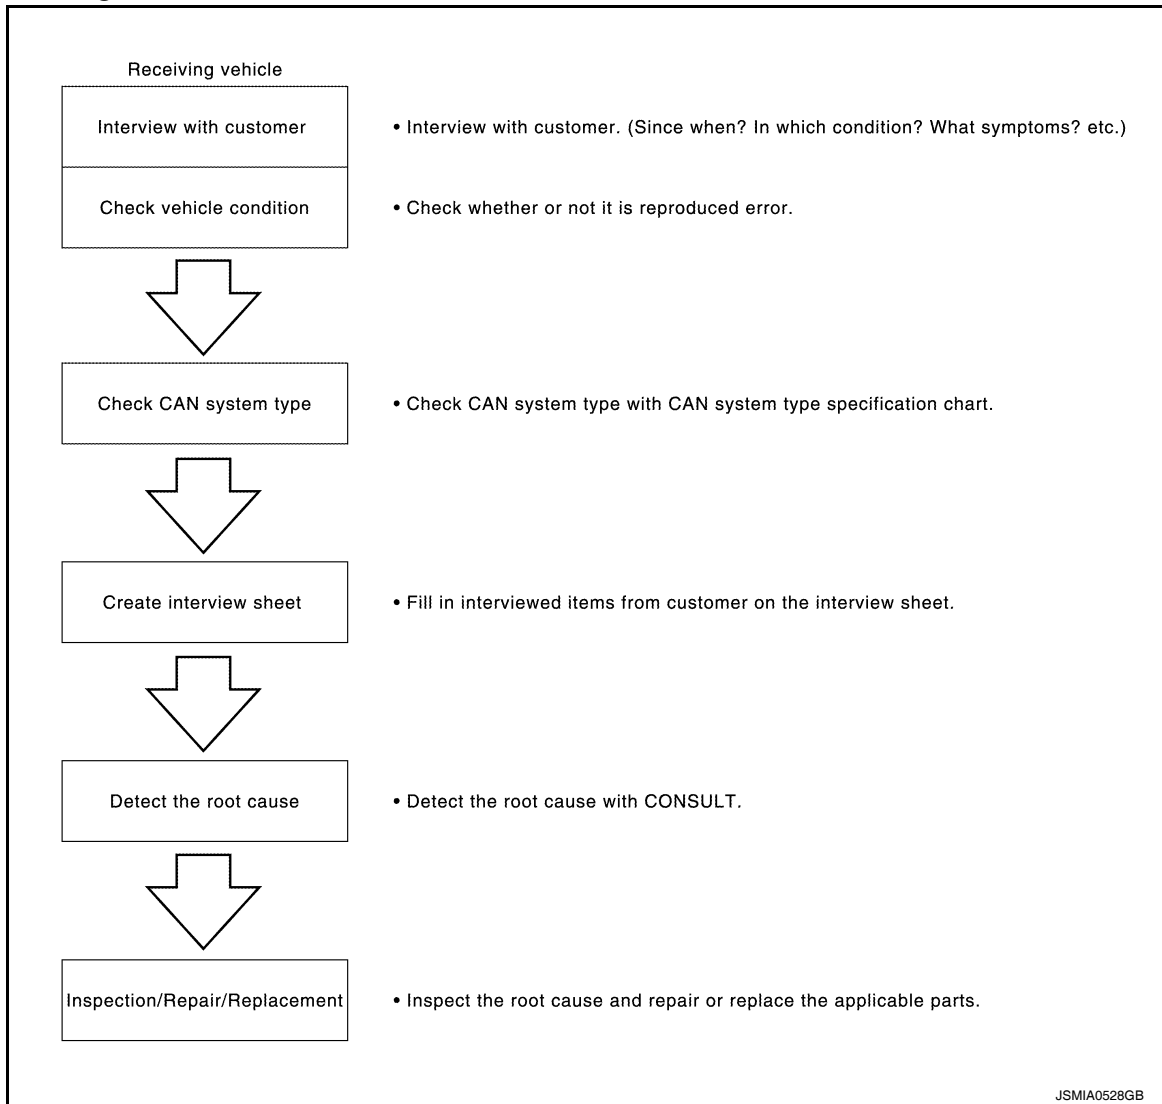 Receiving vehicle
Interview with customer
• Interview with customer. (Since when? In which condition? What symptoms? etc.)
Check vehicle condition
• Check whether or not it is reproduced error.
Check CAN system type
• Check CAN system type with CAN system type specification chart.
Create interview sheet
• Fill in interviewed items from customer on the interview sheet.
Detect the root cause
• Detect the root cause with CONSULT.
Inspection/Repair/Replacement
• Inspect the root cause and repair or replace the applicable parts.
JSMIA0528GB